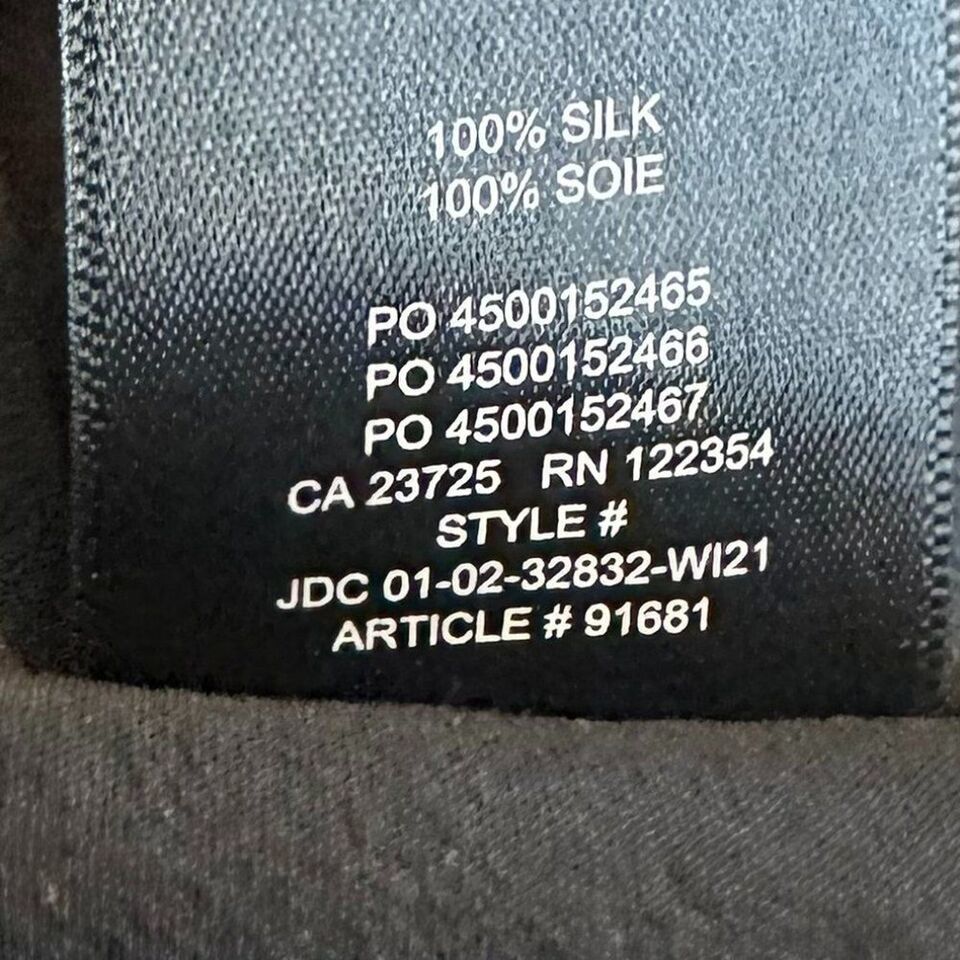 100% SILK
100% SOIE
PO 4500152465
PO 4500152466
PO 4500152467
CA 23725 RN 122354
STYLE #
JDC 01-02-32832-WI21
ARTICLE # 91681